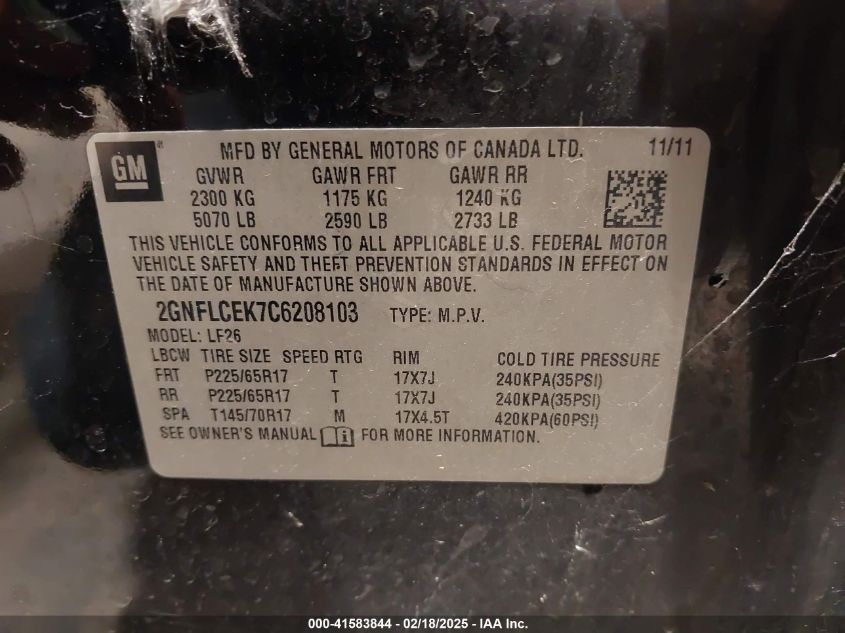 GM ® MFD BY GENERAL MOTORS OF CANADA LTD. 11/11
GVWR GAWR FRT GAWR RR
2300 KG 1175 KG 1240 KG
5070 LB 2590 LB 2733 LB
THIS VEHICLE CONFORMS TO ALL APPLICABLE U.S. FEDERAL MOTOR
VEHICLE SAFETY AND THEFT PREVENTION STANDARDS IN EFFECT ON
THE DATE OF MANUFACTURE SHOWN ABOVE.
2GNFLCEK7C6208103 TYPE: M.P.V.
MODEL: LF26
LBCW TIRE SIZE SPEED RTG RIM COLD TIRE PRESSURE
FRT P225/65R17 T 17X7J 240KPA(35PSI)
RR P225/65R17 T 17X7J 240KPA(35PSI)
SPA T145/70R17 M 17X4.5T 420KPA(60PSI)
SEE OWNER'S MANUAL FOR MORE INFORMATION.
000-41583844 - 02/18/2025 - IAA Inc.